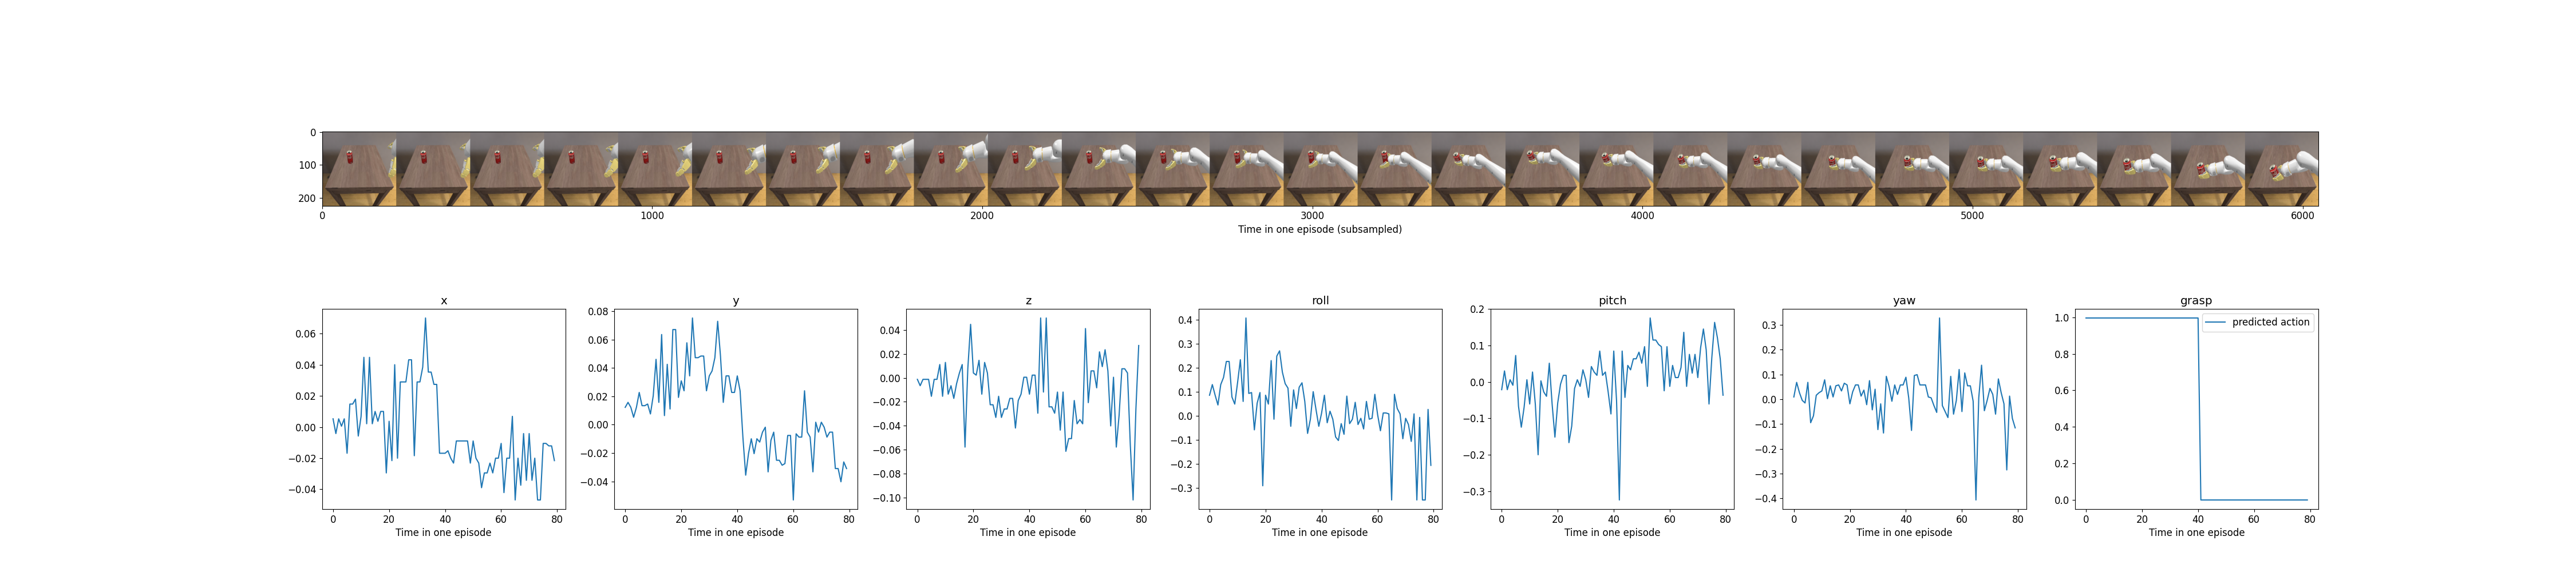 0
100
200
0 1000 2000 3000 4000 5000 6000
Time in one episode (subsampled)
x
0.06
0.04
0.02
0.00
−0.02
−0.04
0 20 40 60 80
Time in one episode
y
0.08
0.06
0.04
0.02
0.00
−0.02
−0.04
0 20 40 60 80
Time in one episode
z
0.04
0.02
0.00
−0.02
−0.04
−0.06
−0.08
−0.10
0 20 40 60 80
Time in one episode
roll
0.4
0.3
0.2
0.1
0.0
−0.1
−0.2
−0.3
0 20 40 60 80
Time in one episode
pitch
0.2
0.1
0.0
−0.1
−0.2
−0.3
0 20 40 60 80
Time in one episode
yaw
0.3
0.2
0.1
0.0
−0.1
−0.2
−0.3
−0.4
0 20 40 60 80
Time in one episode
grasp
predicted action
1.0
0.8
0.6
0.4
0.2
0.0
0 20 40 60 80
Time in one episode